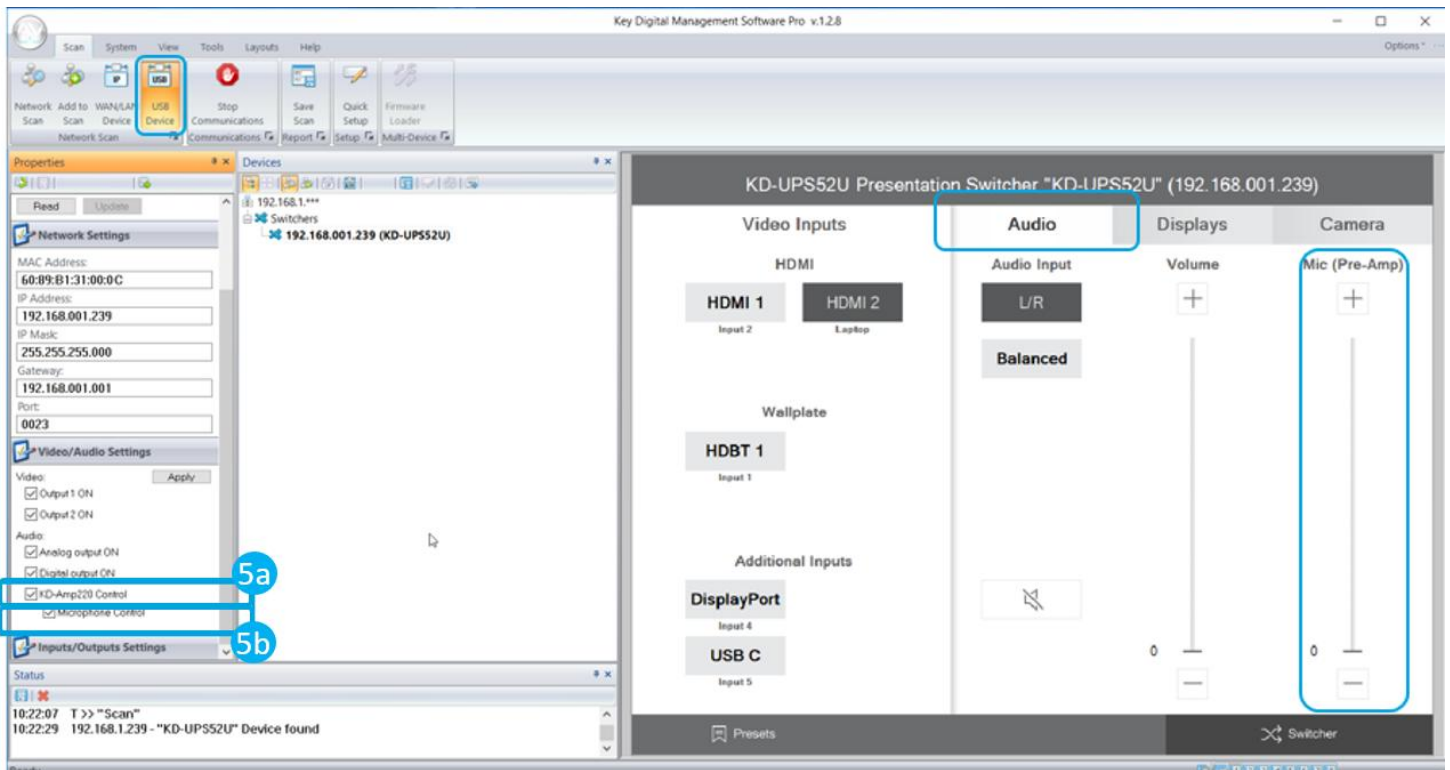 Key Digital Management Software Pro v.1.2.8
Scan System View Tools Layouts Help
Options
Network Scan
Add to Scan
WAN/LAN Device
USB Device
Stop Communications
Save Scan
Quick Setup
Firmware Loader
Network Scan
Communications
Report
Setup
Multi-Device
Properties
Read Update
Network Settings
MAC Address:
60:89:B1:31:00:0C
IP Address:
192.168.001.239
IP Mask:
255.255.255.000
Gateway:
192.168.001.001
Port:
0023
Video/Audio Settings
Video: Apply
Output 1 ON
Output 2 ON
Audio:
Analog output ON
Digital output ON
5a
KD-Amp220 Control
Microphone Control
5b
Inputs/Outputs Settings
Devices
192.168.1.***
Switchers
192.168.001.239 (KD-UPS52U)
Status
10:22:07 T >> "Scan"
10:22:29 192.168.1.239 - "KD-UPS52U" Device found
Ready
KD-UPS52U Presentation Switcher "KD-UPS52U" (192.168.001.239)
Video Inputs
Audio
Displays
Camera
HDMI
HDMI 1
Input 2
HDMI 2
Laptop
Wallplate
HDBT 1
Input 1
Additional Inputs
DisplayPort
Input 4
USB C
Input 5
Audio Input
L/R
Balanced
Volume
+
0
−
Mic (Pre-Amp)
+
0
−
Presets
Switcher